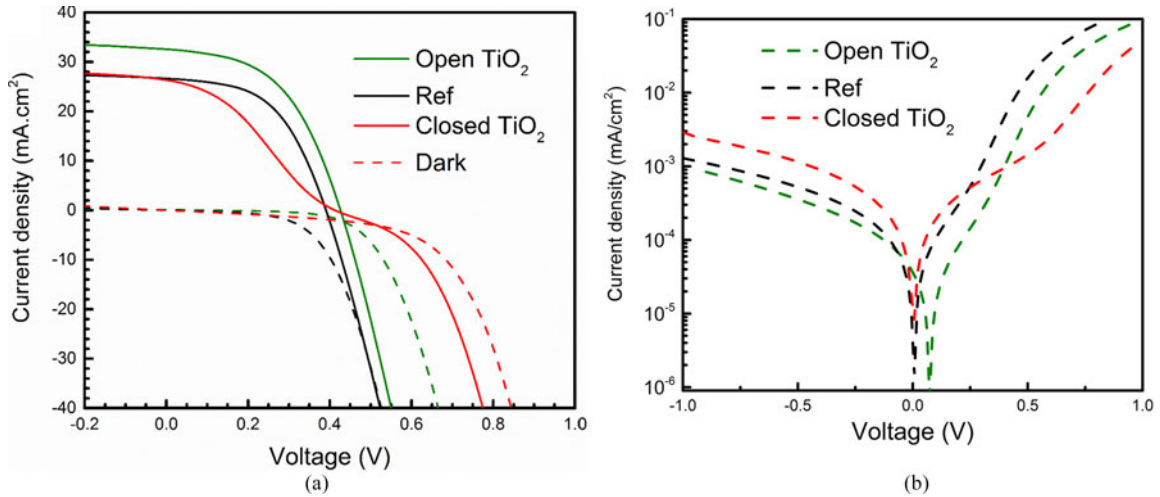 40
30
20
10
0
-10
-20
-30
-40
-0.2 0.0 0.2 0.4 0.6 0.8 1.0
Current density (mA.cm²)
Voltage (V)
Open TiO₂
Ref
Closed TiO₂
Dark
(a)
10⁻¹
10⁻²
10⁻³
10⁻⁴
10⁻⁵
10⁻⁶
-1.0 -0.5 0.0 0.5 1.0
Current density (mA/cm²)
Voltage (V)
Open TiO₂
Ref
Closed TiO₂
(b)